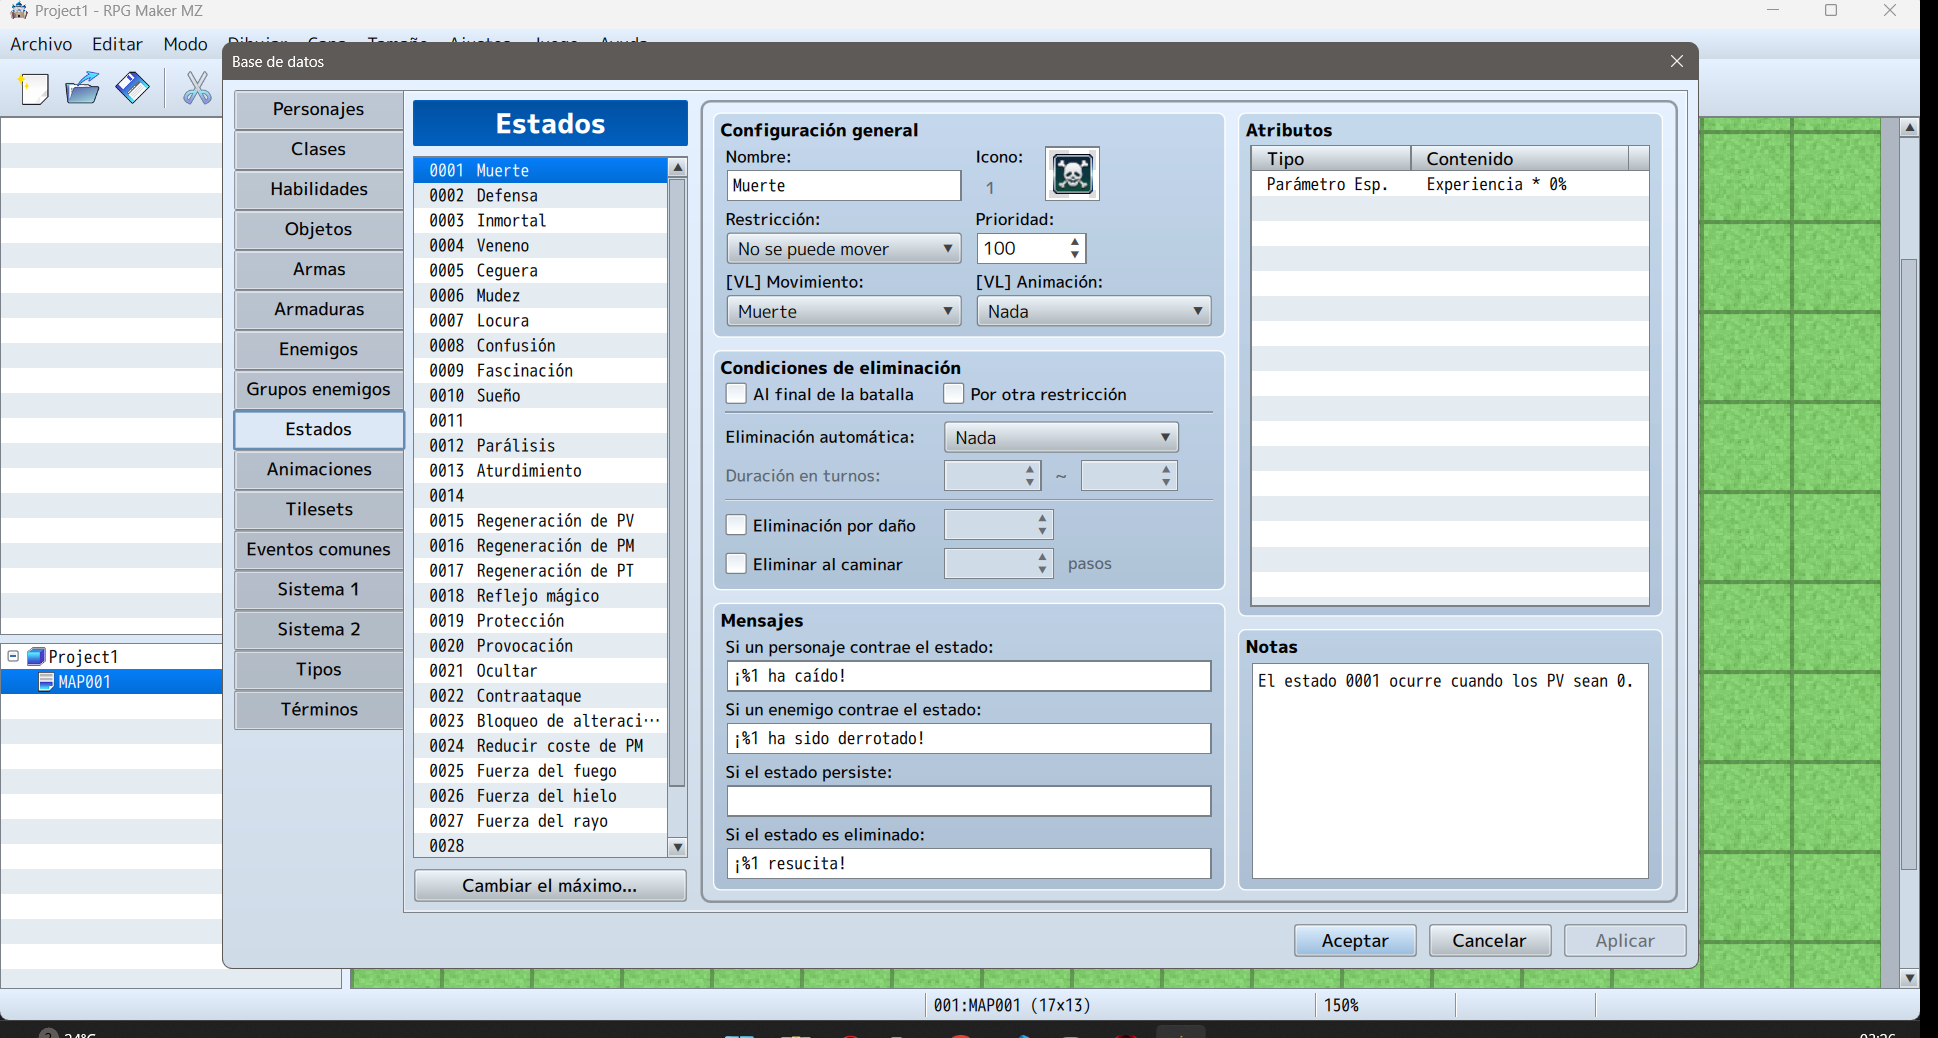 Project1 - RPG Maker MZ
Archivo Editar Modo
Base de datos
Personajes
Clases
Habilidades
Objetos
Armas
Armaduras
Enemigos
Grupos enemigos
Estados
Animaciones
Tilesets
Eventos comunes
Sistema 1
Sistema 2
Tipos
Términos
Estados
0001 Muerte
0002 Defensa
0003 Inmortal
0004 Veneno
0005 Ceguera
0006 Mudez
0007 Locura
0008 Confusión
0009 Fascinación
0010 Sueño
0011
0012 Parálisis
0013 Aturdimiento
0014
0015 Regeneración de PV
0016 Regeneración de PM
0017 Regeneración de PT
0018 Reflejo mágico
0019 Protección
0020 Provocación
0021 Ocultar
0022 Contraataque
0023 Bloqueo de alteraci…
0024 Reducir coste de PM
0025 Fuerza del fuego
0026 Fuerza del hielo
0027 Fuerza del rayo
0028
Cambiar el máximo...
Configuración general
Nombre: Icono:
Muerte 1
Restricción: Prioridad:
No se puede mover 100
[VL] Movimiento: [VL] Animación:
Muerte Nada
Condiciones de eliminación
Al final de la batalla Por otra restricción
Eliminación automática: Nada
Duración en turnos: ~
Eliminación por daño
Eliminar al caminar pasos
Mensajes
Si un personaje contrae el estado:
¡%1 ha caído!
Si un enemigo contrae el estado:
¡%1 ha sido derrotado!
Si el estado persiste:
Si el estado es eliminado:
¡%1 resucita!
Atributos
Tipo Contenido
Parámetro Esp. Experiencia * 0%
Notas
El estado 0001 ocurre cuando los PV sean 0.
Aceptar Cancelar Aplicar
Project1
MAP001
001:MAP001 (17x13) 150%